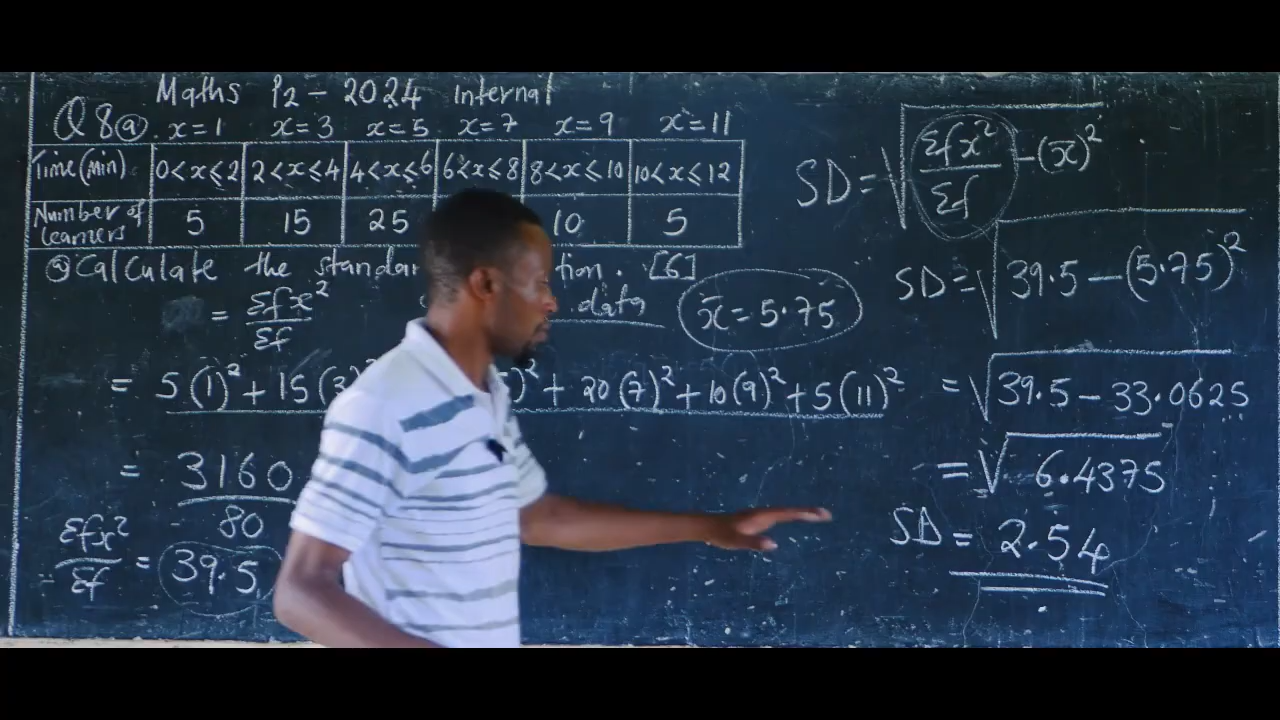 Maths P2 - 2024 Internal
Q8(a). x=1 x=3 x=5 x=7 x=9 x=11
Time(min) 0<x≤2 2<x≤4 4<x≤6 6<x≤8 8<x≤10 10<x≤12
Number of learners 5 15 25 10 5
(a) Calculate the standar tion. [6]
= Σfx²/Σf data x̄=5.75
= 5(1)²+15(3 )²+ 20(7)²+10(9)²+5(11)²
= 3160/80
Σfx²/Σf = 39.5
SD=√(Σfx²/Σf -(x̄)²)
SD=√(39.5-(5.75)²)
=√(39.5-33.0625)
=√6.4375
SD= 2.54